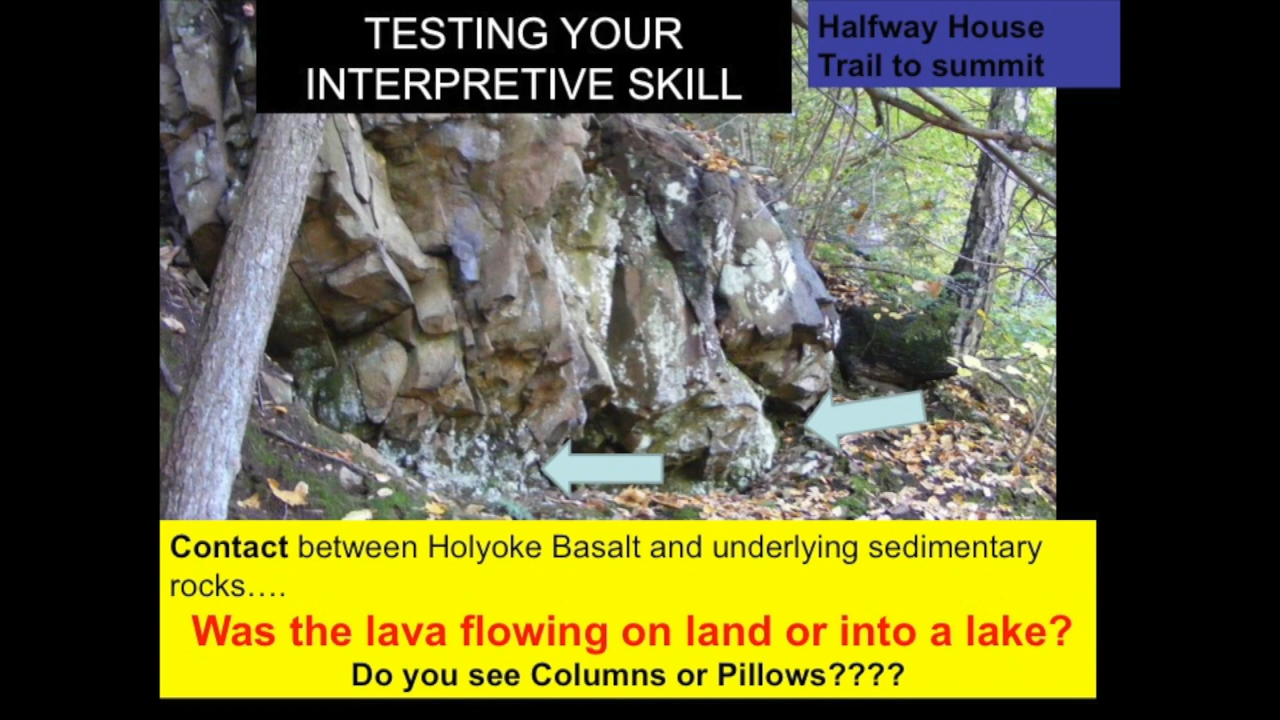 TESTING YOUR
INTERPRETIVE SKILL
Halfway House
Trail to summit
Contact between Holyoke Basalt and underlying sedimentary
rocks….
Was the lava flowing on land or into a lake?
Do you see Columns or Pillows????